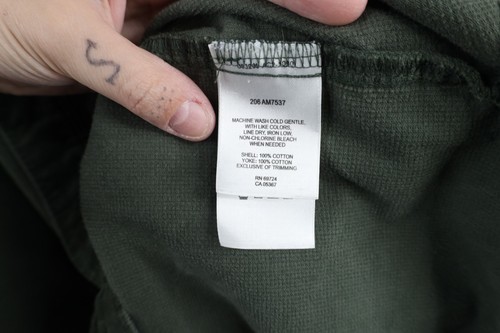 206 AM7537
MACHINE WASH COLD GENTLE,
WITH LIKE COLORS,
LINE DRY, IRON LOW,
NON-CHLORINE BLEACH
WHEN NEEDED
SHELL: 100% COTTON
YOKE: 100% COTTON
EXCLUSIVE OF TRIMMING
RN 69724
CA 05367